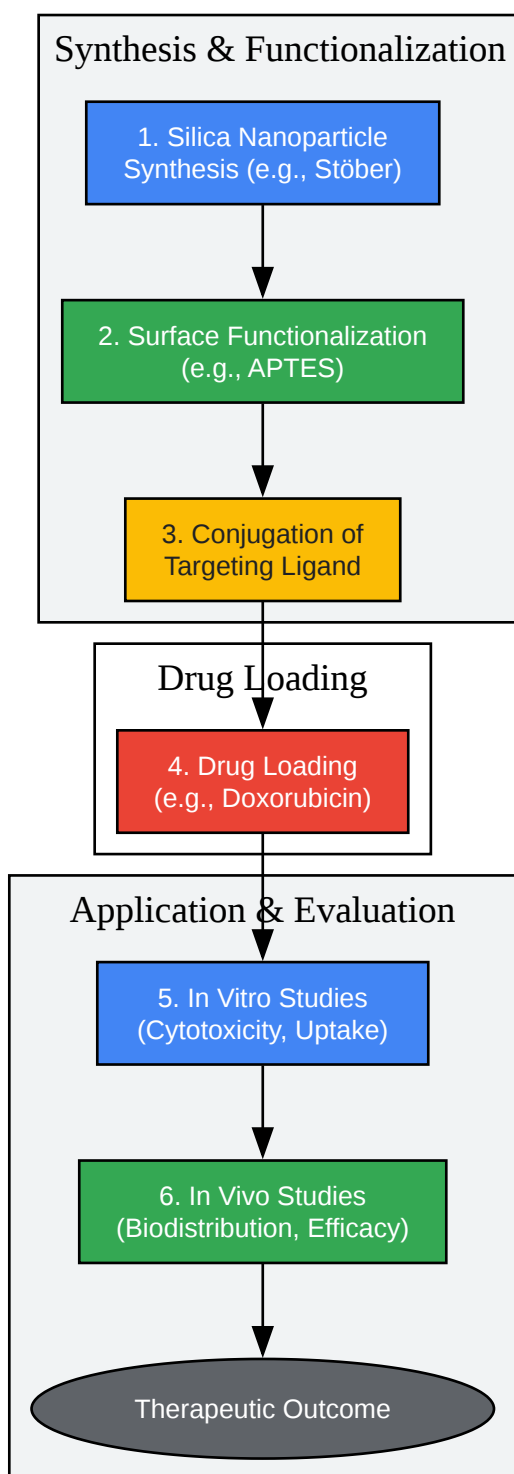 Synthesis & Functionalization
1. Silica Nanoparticle
Synthesis (e.g., Stöber)
2. Surface Functionalization
(e.g., APTES)
3. Conjugation of
Targeting Ligand
Drug Loading
4. Drug Loading
(e.g., Doxorubicin)
Application & Evaluation
5. In Vitro Studies
(Cytotoxicity, Uptake)
6. In Vivo Studies
(Biodistribution, Efficacy)
Therapeutic Outcome